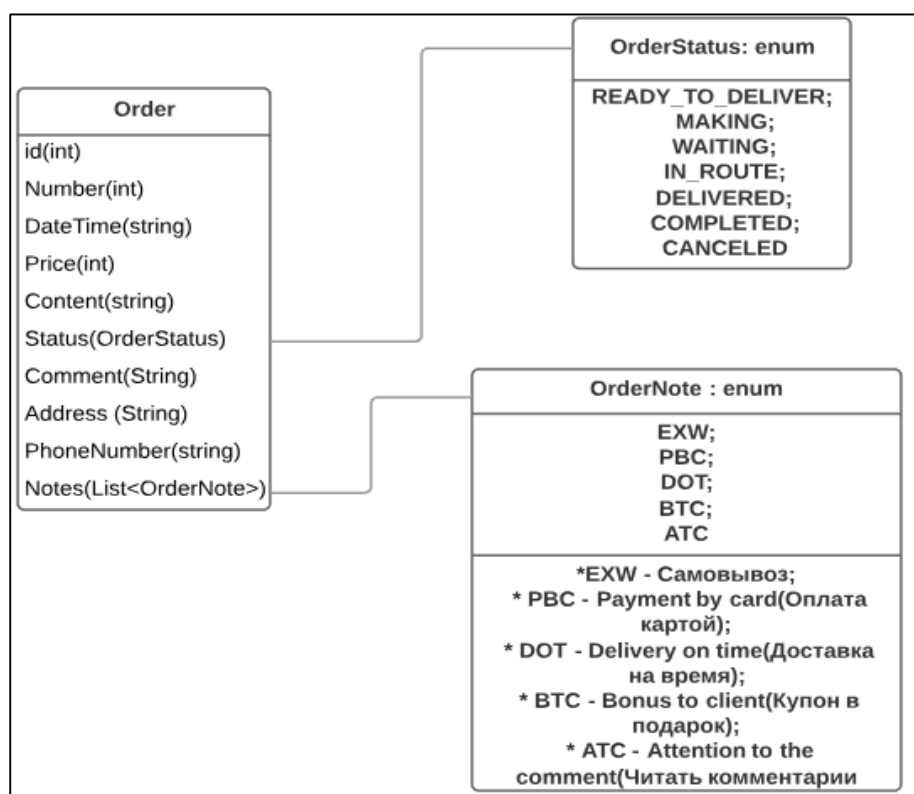 Order
id(int)
Number(int)
DateTime(string)
Price(int)
Content(string)
Status(OrderStatus)
Comment(String)
Address (String)
PhoneNumber(string)
Notes(List<OrderNote>)
OrderStatus: enum
READY_TO_DELIVER;
MAKING;
WAITING;
IN_ROUTE;
DELIVERED;
COMPLETED;
CANCELED
OrderNote : enum
EXW;
PBC;
DOT;
BTC;
ATC
*EXW - Самовывоз;
* PBC - Payment by card(Оплата
картой);
* DOT - Delivery on time(Доставка
на время);
* BTC - Bonus to client(Купон в
подарок);
* ATC - Attention to the
comment(Читать комментарии